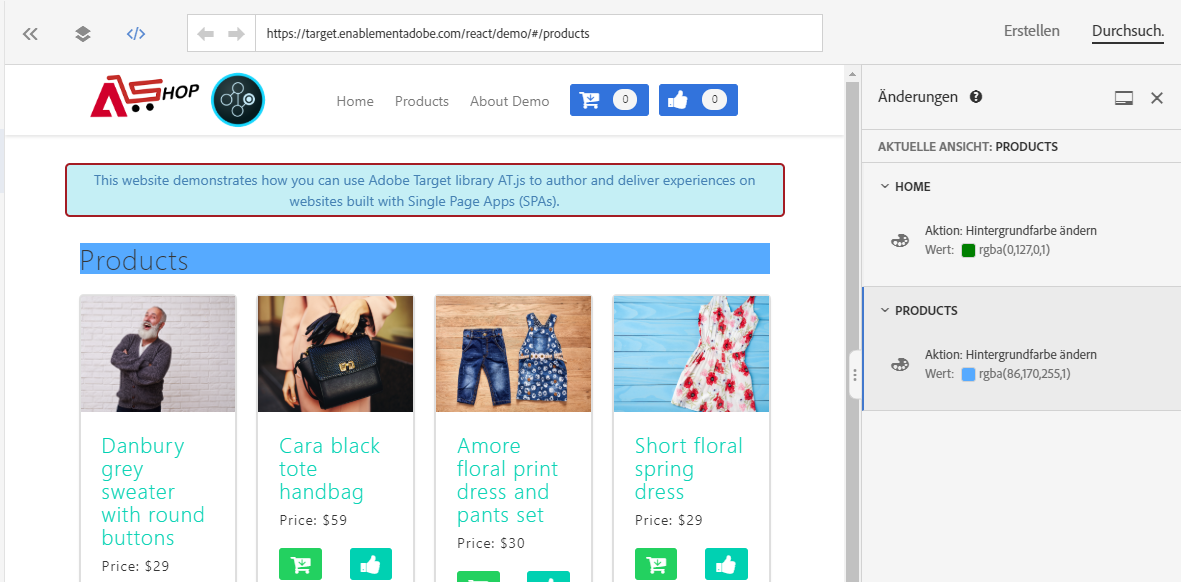 https://target.enablementadobe.com/react/demo/#/products
Erstellen
Durchsuch.
A SHOP
Home
Products
About Demo
0
0
This website demonstrates how you can use Adobe Target library AT.js to author and deliver experiences on
websites built with Single Page Apps (SPAs).
Products
Danbury
grey
sweater
with round
buttons
Price: $29
Cara black
tote
handbag
Price: $59
Amore
floral print
dress and
pants set
Price: $30
Short floral
spring
dress
Price: $29
Änderungen
?
AKTUELLE ANSICHT: PRODUCTS
HOME
Aktion: Hintergrundfarbe ändern
Wert: rgba(0,127,0,1)
PRODUCTS
Aktion: Hintergrundfarbe ändern
Wert: rgba(86,170,255,1)